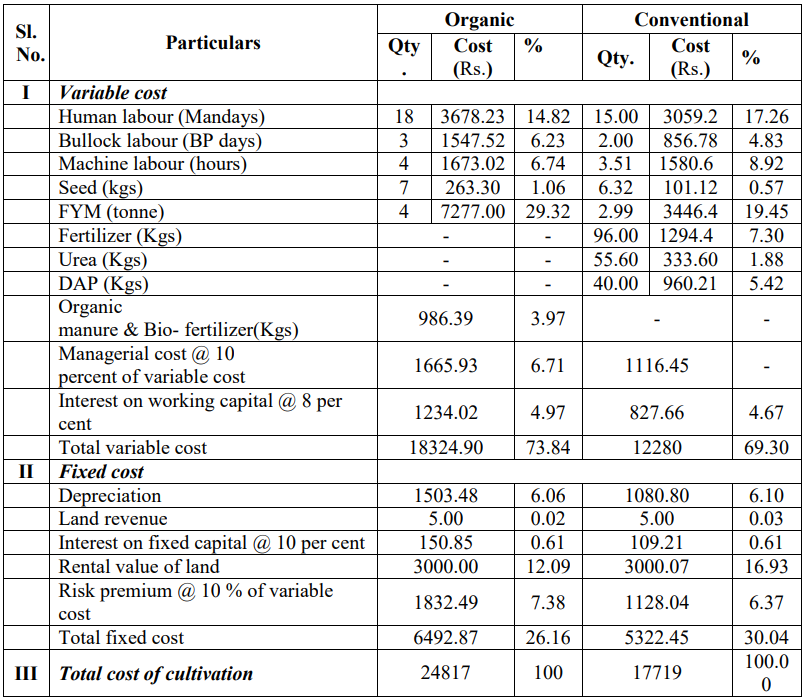 Sl. No. Particulars Organic Conventional
Qty . Cost (Rs.) % Qty. Cost (Rs.) %
I Variable cost
Human labour (Mandays) 18 3678.23 14.82 15.00 3059.2 17.26
Bullock labour (BP days) 3 1547.52 6.23 2.00 856.78 4.83
Machine labour (hours) 4 1673.02 6.74 3.51 1580.6 8.92
Seed (kgs) 7 263.30 1.06 6.32 101.12 0.57
FYM (tonne) 4 7277.00 29.32 2.99 3446.4 19.45
Fertilizer (Kgs) - - 96.00 1294.4 7.30
Urea (Kgs) - - 55.60 333.60 1.88
DAP (Kgs) - - 40.00 960.21 5.42
Organic
manure & Bio- fertilizer(Kgs) 986.39 3.97 - -
Managerial cost @ 10
percent of variable cost 1665.93 6.71 1116.45 -
Interest on working capital @ 8 per
cent 1234.02 4.97 827.66 4.67
Total variable cost 18324.90 73.84 12280 69.30
II Fixed cost
Depreciation 1503.48 6.06 1080.80 6.10
Land revenue 5.00 0.02 5.00 0.03
Interest on fixed capital @ 10 per cent 150.85 0.61 109.21 0.61
Rental value of land 3000.00 12.09 3000.07 16.93
Risk premium @ 10 % of variable
cost 1832.49 7.38 1128.04 6.37
Total fixed cost 6492.87 26.16 5322.45 30.04
III Total cost of cultivation 24817 100 17719 100.0
0